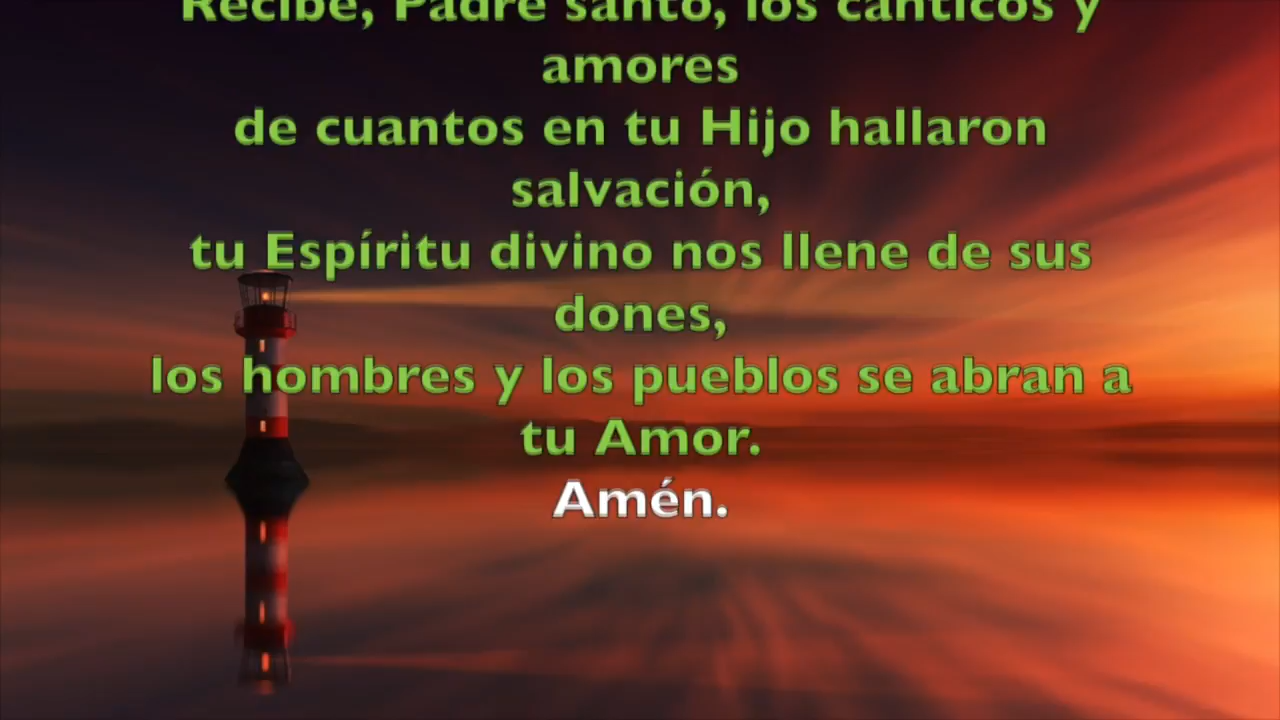 Recibe, Padre santo, los cánticos y
amores
de cuantos en tu Hijo hallaron
salvación,
tu Espíritu divino nos llene de sus
dones,
los hombres y los pueblos se abran a
tu Amor.
Amén.